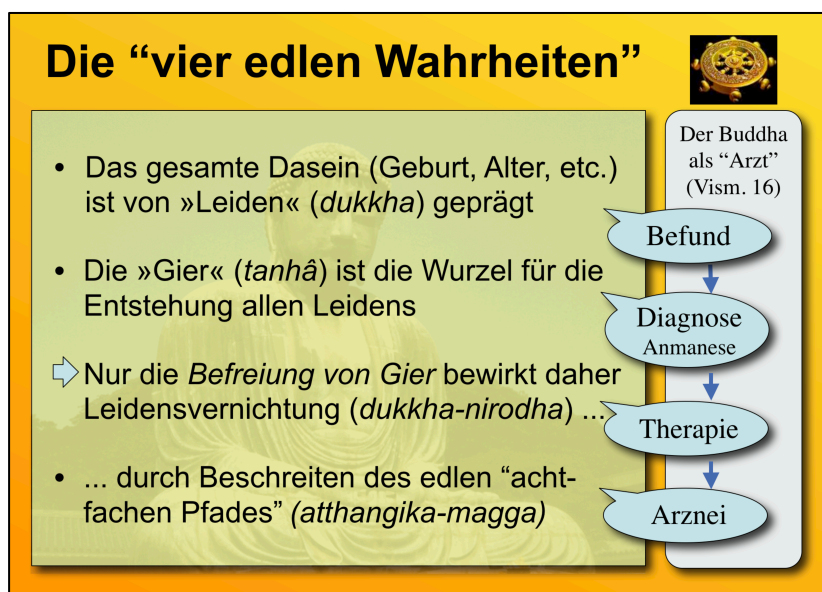 Die “vier edlen Wahrheiten”
• Das gesamte Dasein (Geburt, Alter, etc.)
ist von »Leiden« (dukkha) geprägt
• Die »Gier« (tanhâ) ist die Wurzel für die
Entstehung allen Leidens
Nur die Befreiung von Gier bewirkt daher
Leidensvernichtung (dukkha-nirodha) ...
• ... durch Beschreiten des edlen “acht-
fachen Pfades” (atthangika-magga)
Der Buddha
als “Arzt”
(Vism. 16)
Befund
Diagnose
Anmanese
Therapie
Arznei